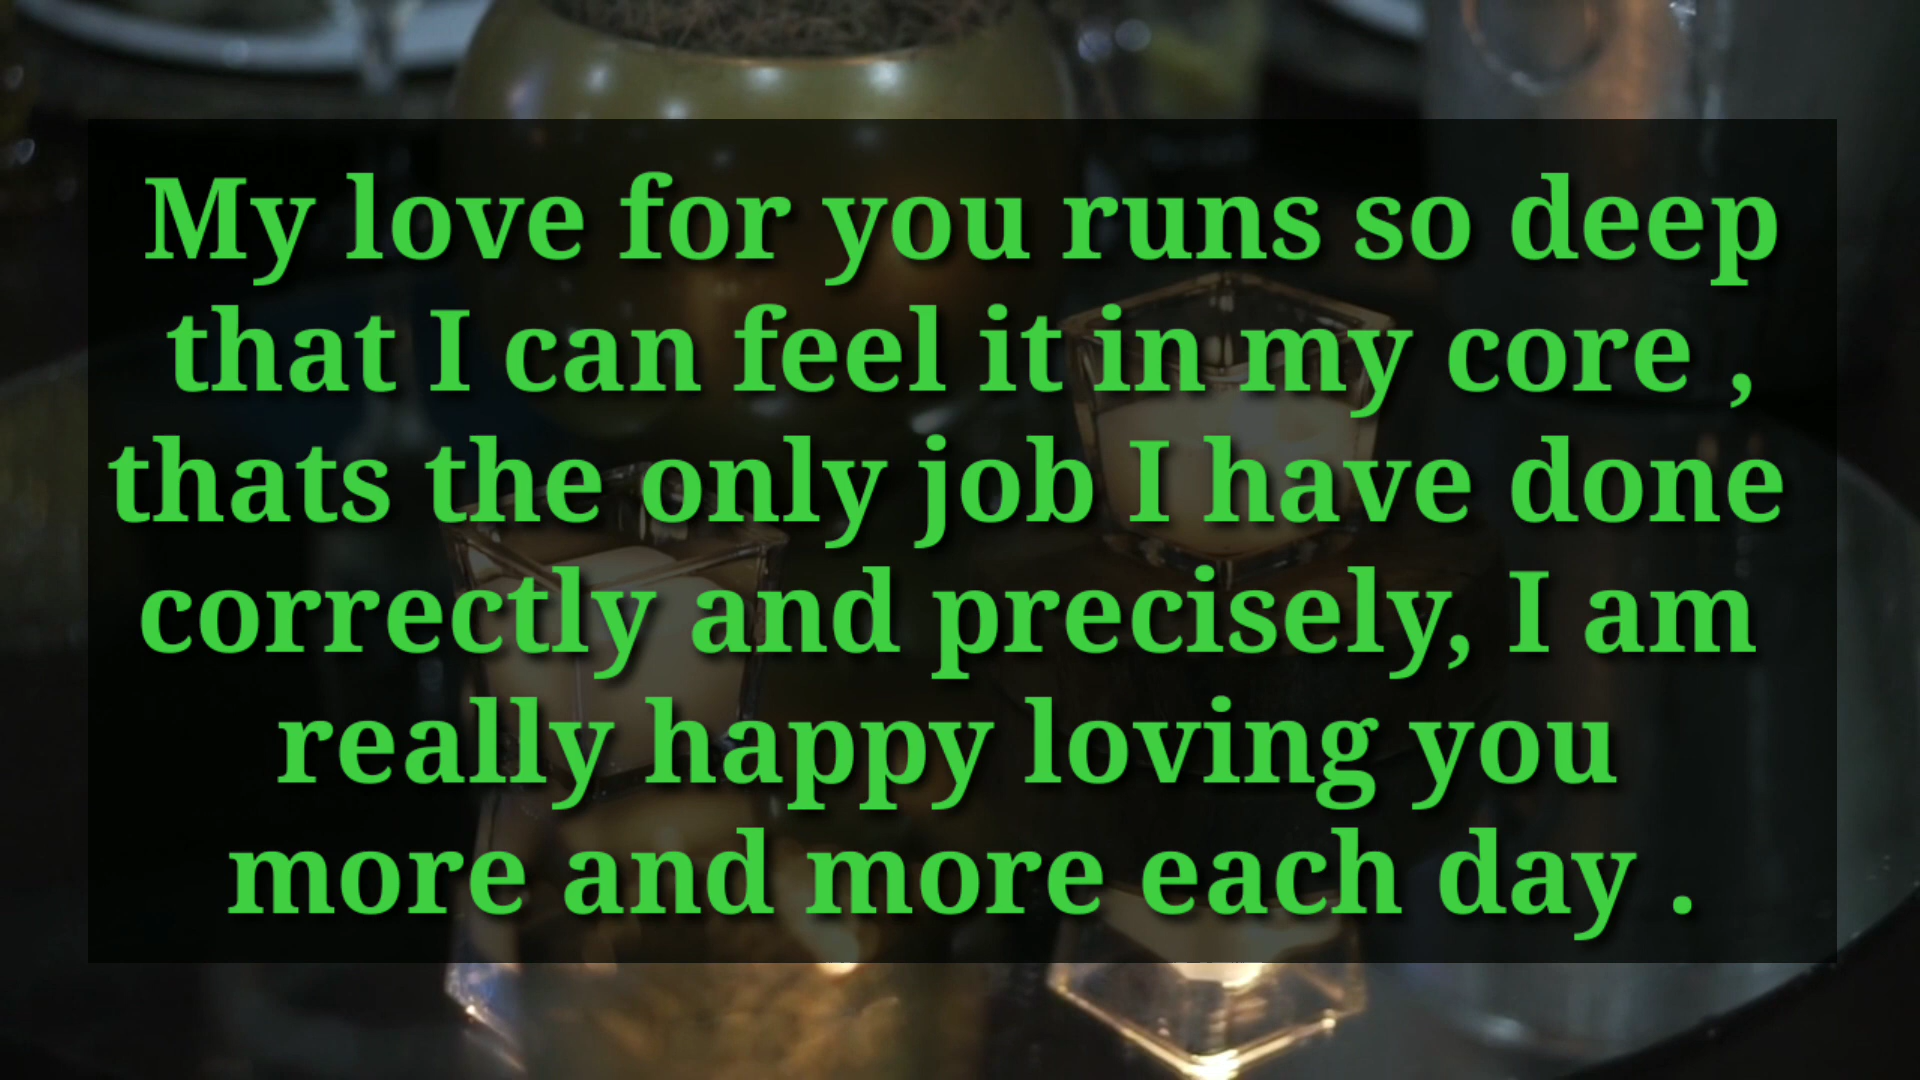 My love for you runs so deep
that I can feel it in my core ,
thats the only job I have done
correctly and precisely, I am
really happy loving you
more and more each day .